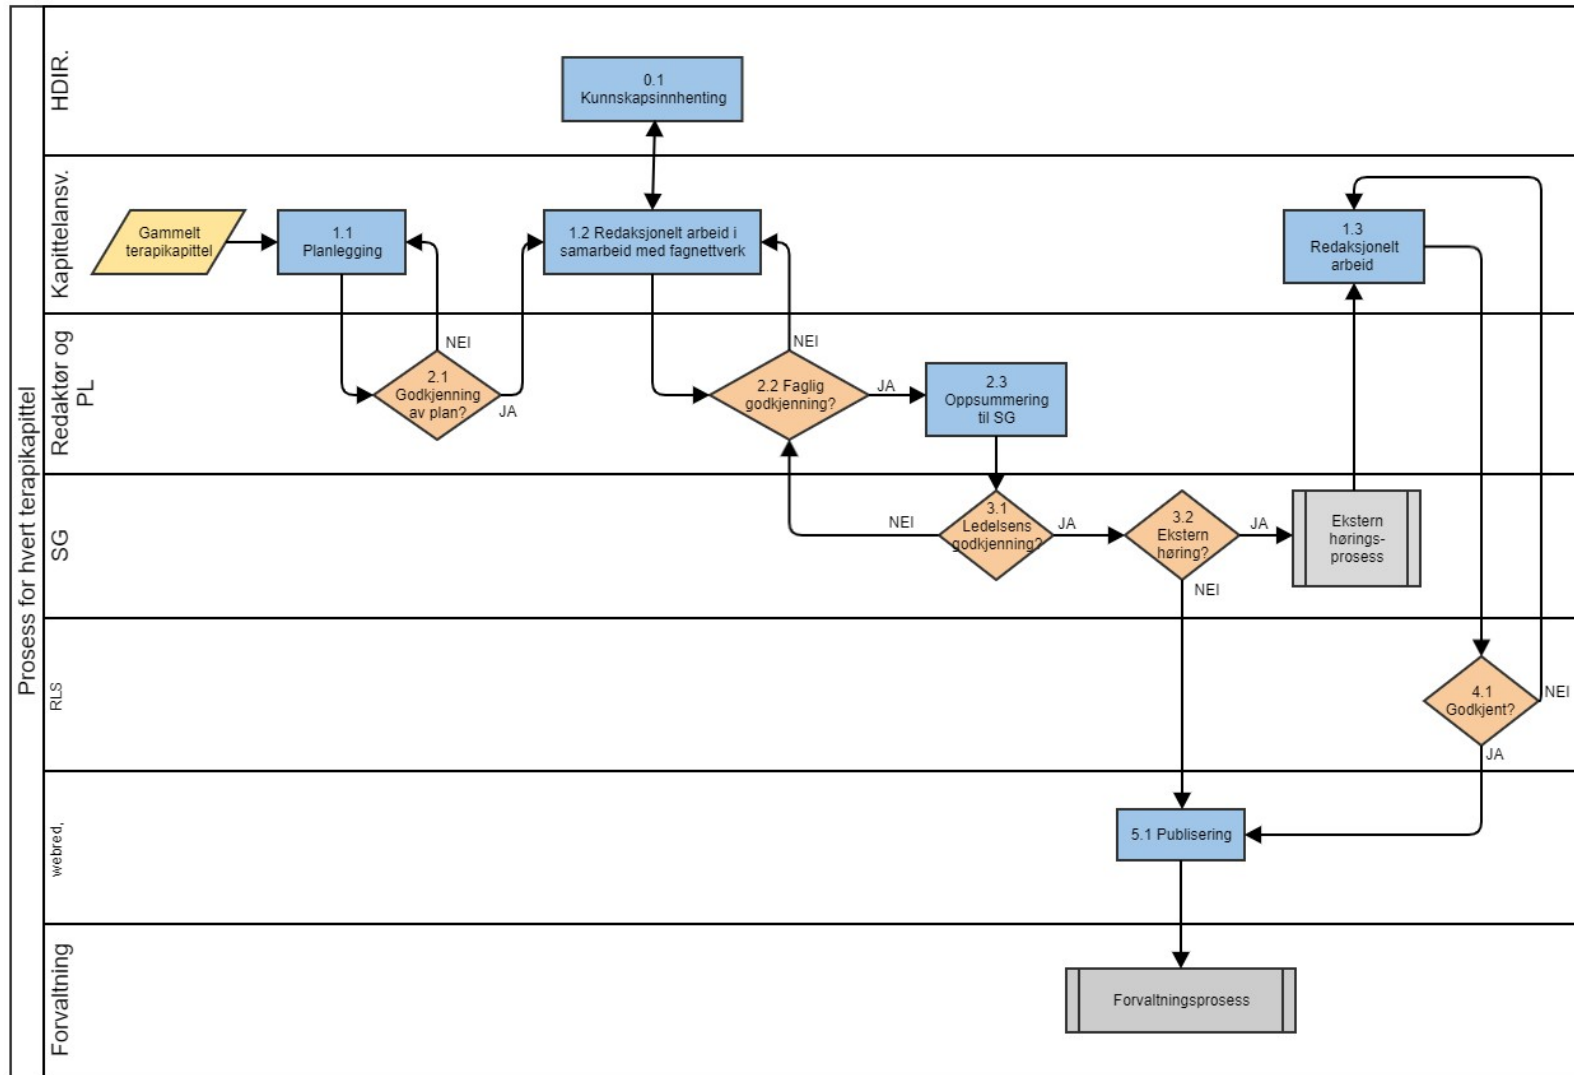 Prosess for hvert terapikapittel
HDIR.
0.1
Kunnskapsinnhenting
Kapittelansv.
Gammelt
terapikapittel
1.1
Planlegging
1.2 Redaksjonelt arbeid i
samarbeid med fagnettverk
1.3
Redaksjonelt
arbeid
Redaktør og
PL
2.1
Godkjenning
av plan?
NEI
JA
2.2 Faglig
godkjenning?
NEI
JA
2.3
Oppsummering
til SG
SG
NEI
3.1
Ledelsens
godkjenning?
JA
3.2
Ekstern
høring?
JA
NEI
Ekstern
hørings-
prosess
RLS
4.1
Godkjent?
NEI
JA
webred,
5.1 Publisering
Forvaltning
Forvaltningsprosess